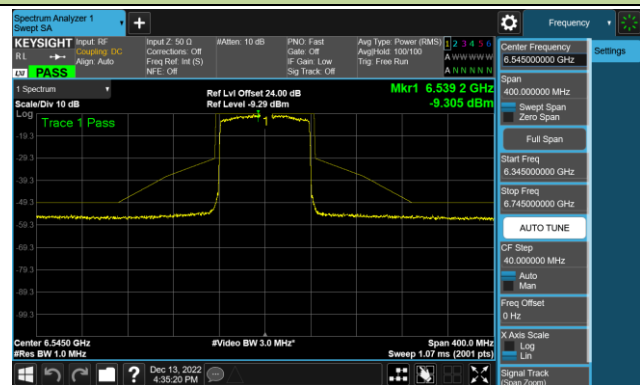 Spectrum Analyzer 1
Swept SA
Frequency
KEYSIGHT
R L
LXI
PASS
Input: RF
Coupling: DC
Align: Auto
Input Z: 50 Ω
Corrections: Off
Freq Ref: Int (S)
NFE: Off
#Atten: 10 dB
PNO: Fast
Gate: Off
IF Gain: Low
Sig Track: Off
Avg Type: Power (RMS)
Avg|Hold: 100/100
Trig: Free Run
1 2 3 4 5 6
A W W W W W
A N N N N N
1 Spectrum
Scale/Div 10 dB
Ref Lvl Offset 24.00 dB
Ref Level -9.29 dBm
Mkr1 6.539 2 GHz
-9.305 dBm
Log
Trace 1 Pass
1
-19.3
-29.3
-39.3
-49.3
-59.3
-69.3
-79.3
-89.3
-99.3
Center 6.5450 GHz
#Res BW 1.0 MHz
#Video BW 3.0 MHz*
Span 400.0 MHz
Sweep 1.07 ms (2001 pts)
Dec 13, 2022
4:35:20 PM
Center Frequency
6.545000000 GHz
Settings
Span
400.000000 MHz
Swept Span
Zero Span
Full Span
Start Freq
6.345000000 GHz
Stop Freq
6.745000000 GHz
AUTO TUNE
CF Step
40.000000 MHz
Auto
Man
Freq Offset
0 Hz
X Axis Scale
Log
Lin
Signal Track
(Span Zoom)